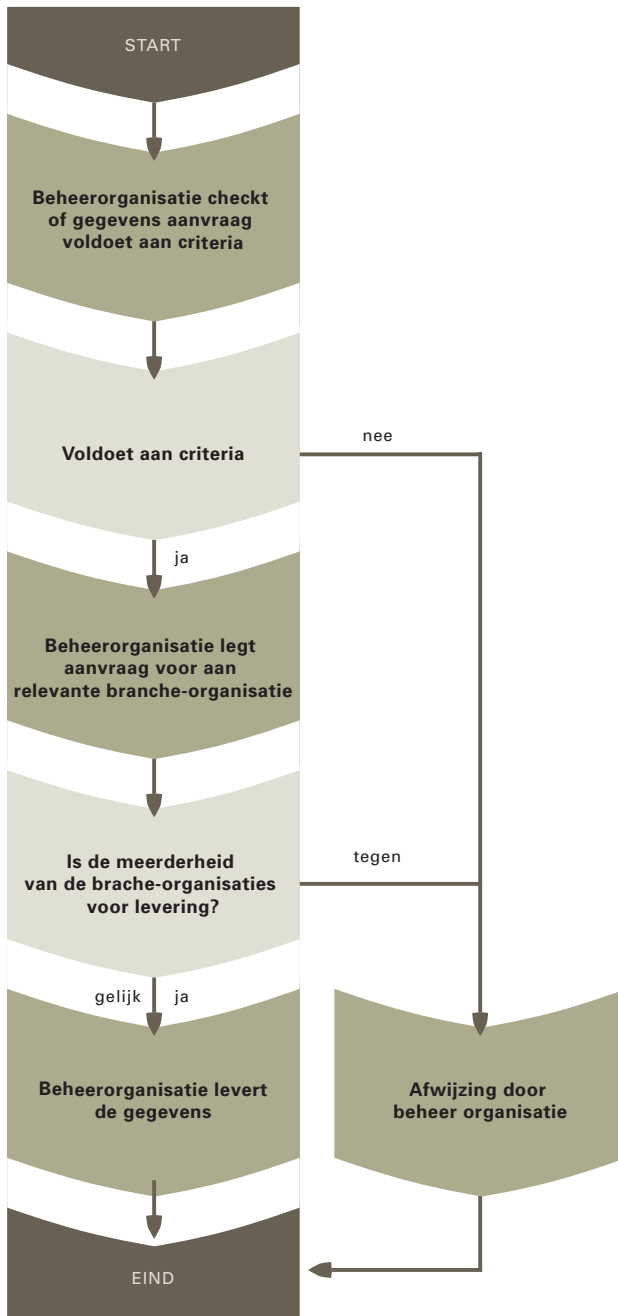 START
Beheerorganisatie checkt
of gegevens aanvraag
voldoet aan criteria
Voldoet aan criteria
nee
ja
Beheerorganisatie legt
aanvraag voor aan
relevante branche-organisatie
Is de meerderheid
van de brache-organisaties
voor levering?
tegen
gelijk ja
Beheerorganisatie levert
de gegevens
Afwijzing door
beheer organisatie
EIND